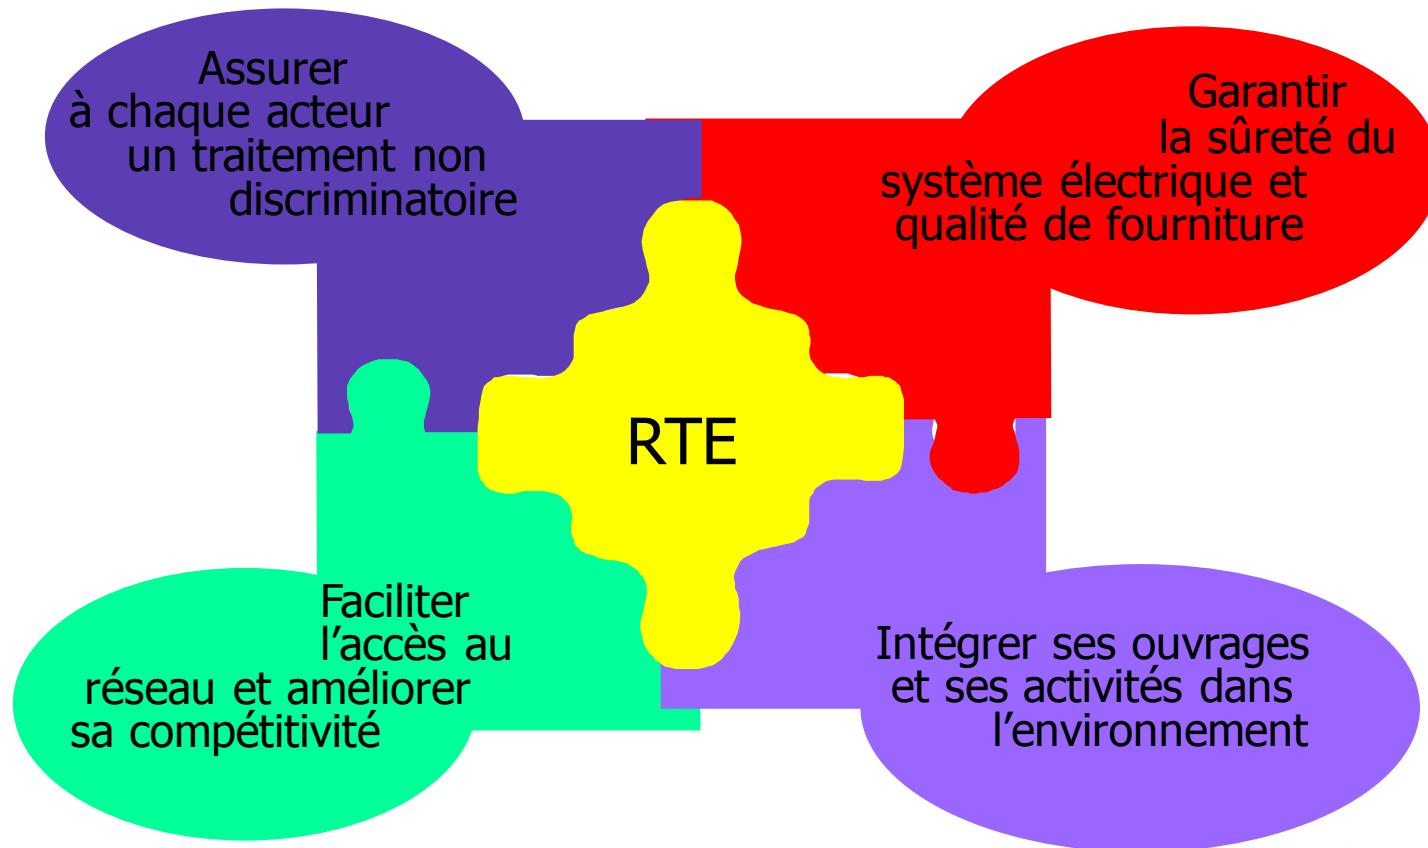 Assurer
à chaque acteur
un traitement non
discriminatoire
Garantir
la sûreté du
système électrique et
qualité de fourniture
RTE
Faciliter
l’accès au
réseau et améliorer
sa compétitivité
Intégrer ses ouvrages
et ses activités dans
l’environnement